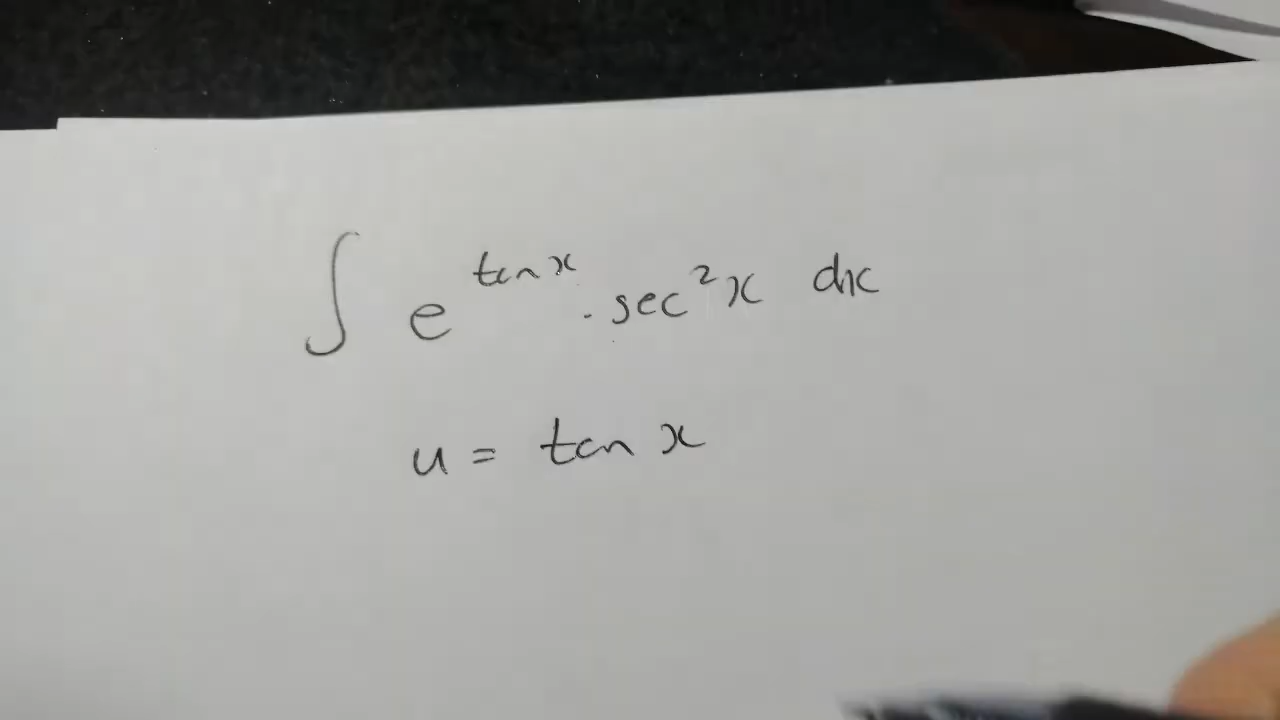 ∫ e^{tan x} · sec²x dx
u = tan x